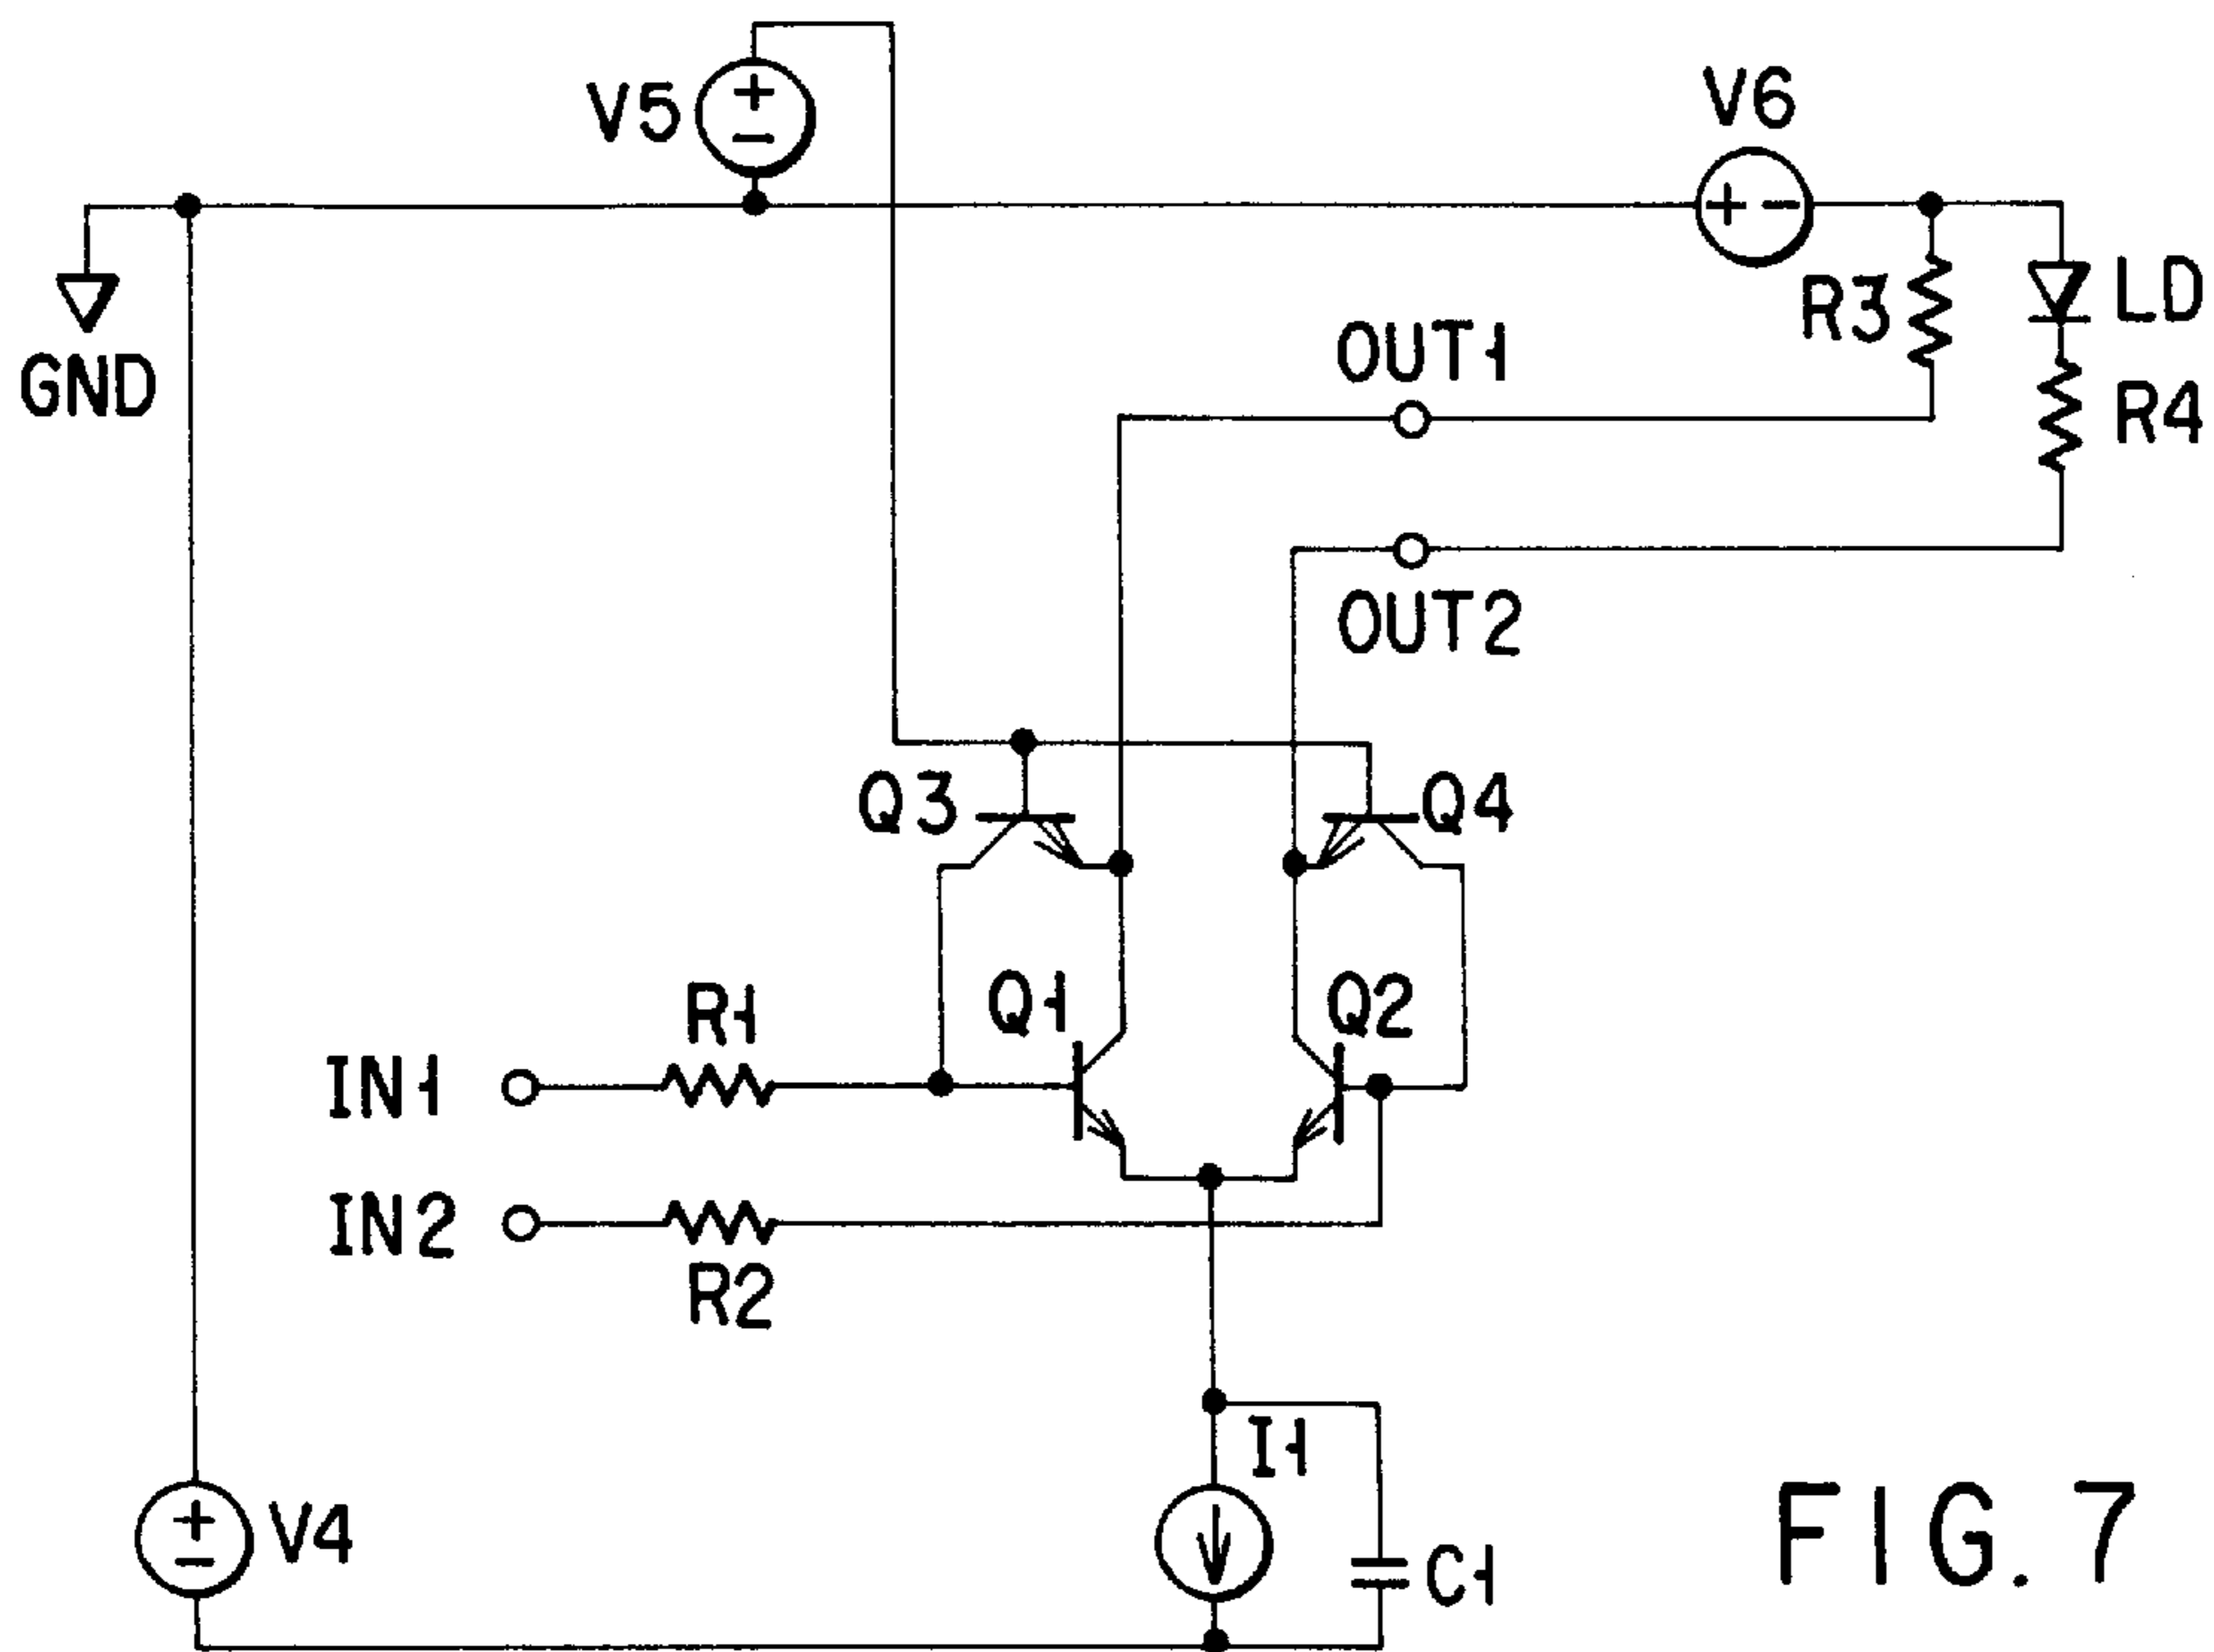 V5
V6
GND
R3
LD
OUT1
R4
OUT2
Q3
Q4
R1
Q1
Q2
IN1
IN2
R2
I1
V4
C1
FIG. 7